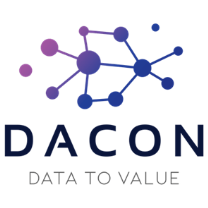 DACON
DATA TO VALUE